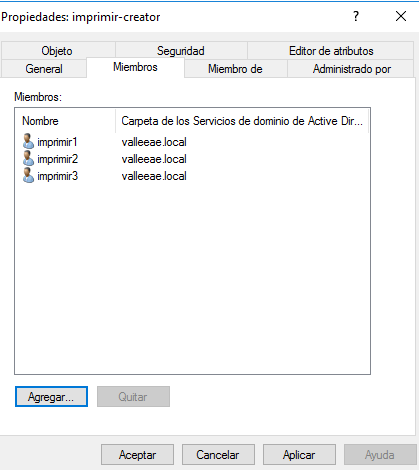 Propiedades: imprimir-creator ? 
Objeto Seguridad Editor de atributos
General Miembros Miembro de Administrado por
Miembros:
Nombre Carpeta de los Servicios de dominio de Active Dir...
imprimir1 valleeae.local
imprimir2 valleeae.local
imprimir3 valleeae.local
Agregar... Quitar
Aceptar Cancelar Aplicar Ayuda